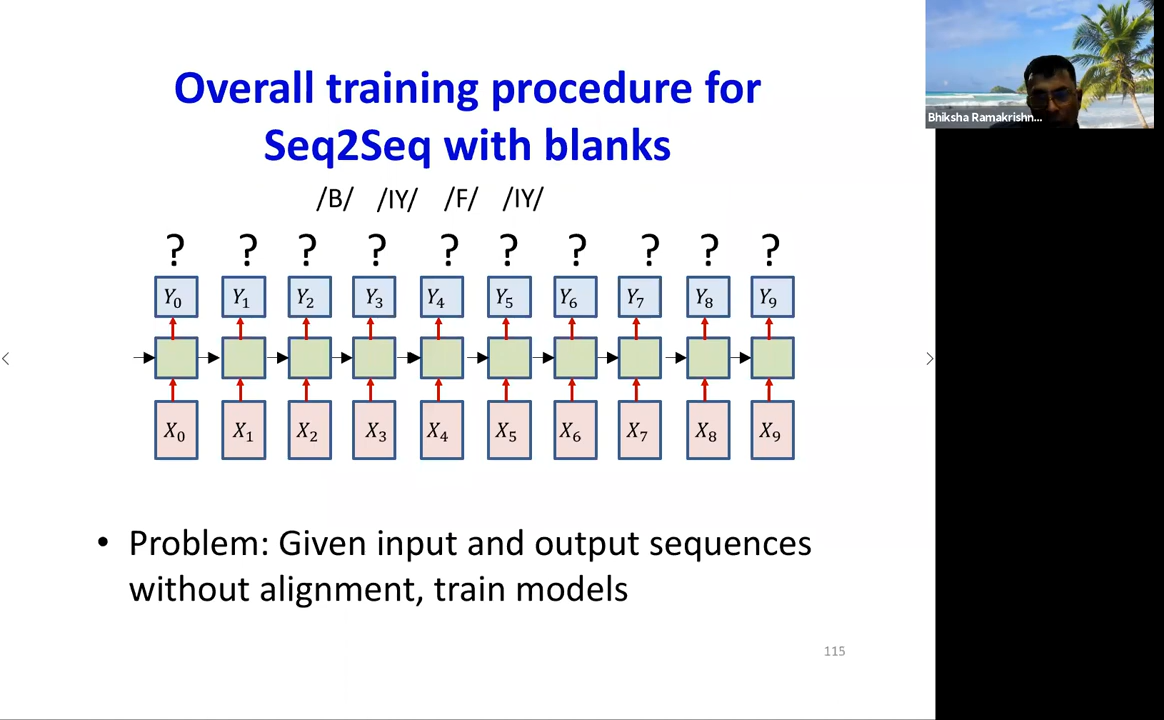 Overall training procedure for
Seq2Seq with blanks
Bhiksha Ramakrishn...
/B/ /IY/ /F/ /IY/
? ? ? ? ? ? ? ? ? ?
Y0 Y1 Y2 Y3 Y4 Y5 Y6 Y7 Y8 Y9
X0 X1 X2 X3 X4 X5 X6 X7 X8 X9
• Problem: Given input and output sequences
without alignment, train models
115